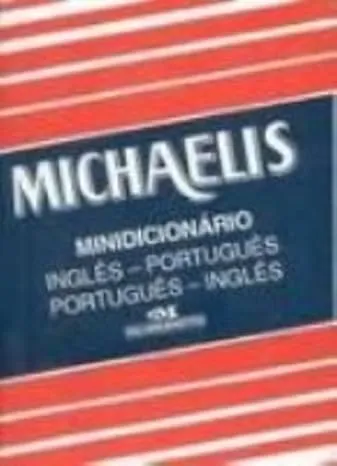 MICHAELIS
MINIDICIONÁRIO
INGLÊS – PORTUGUÊS
PORTUGUÊS – INGLÊS